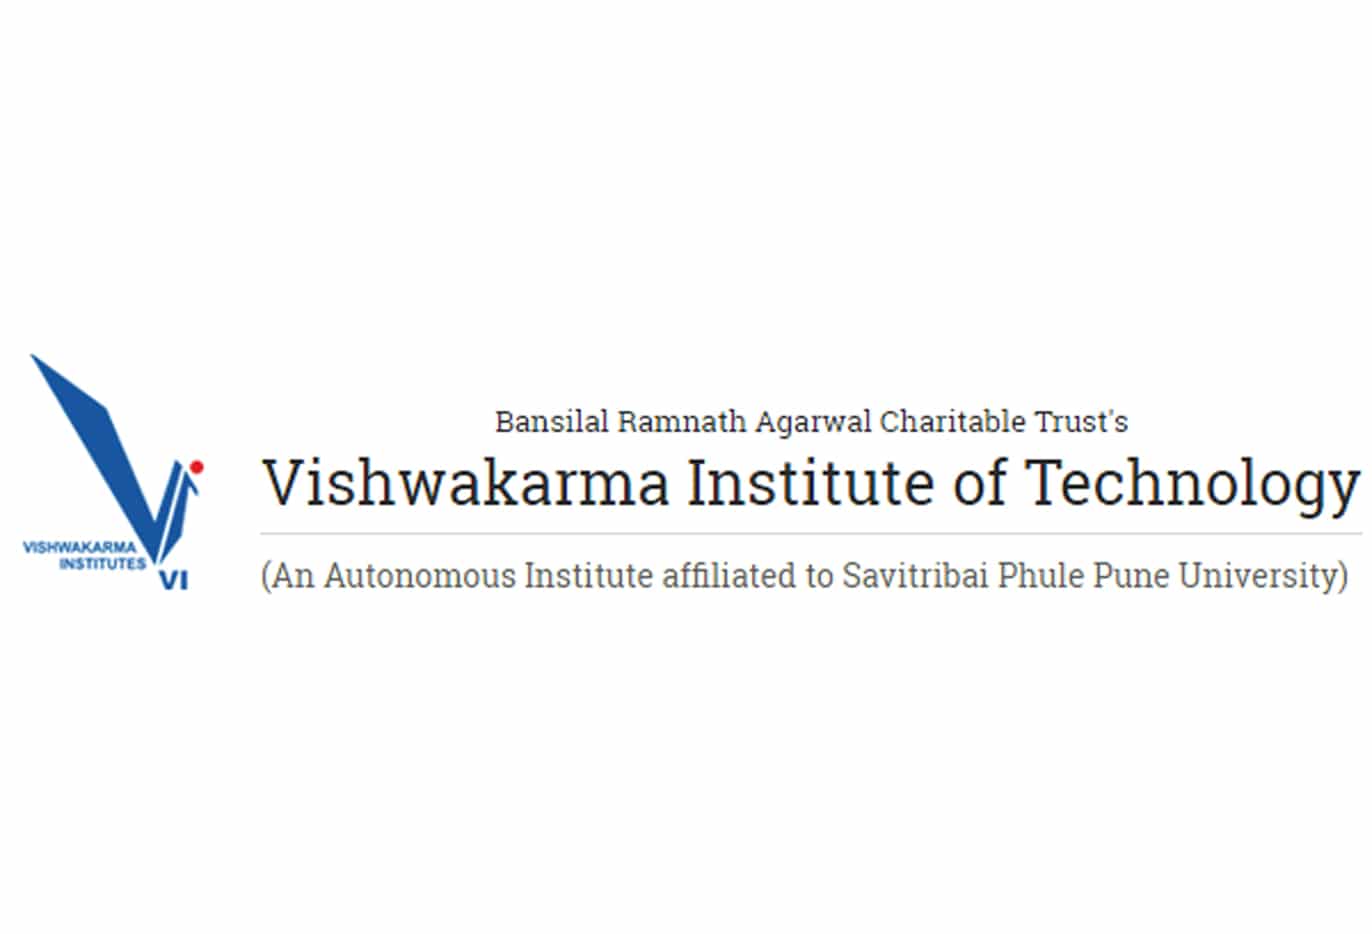 Bansilal Ramnath Agarwal Charitable Trust's
Vishwakarma Institute of Technology
(An Autonomous Institute affiliated to Savitribai Phule Pune University)
VISHWAKARMA
INSTITUTES
VI